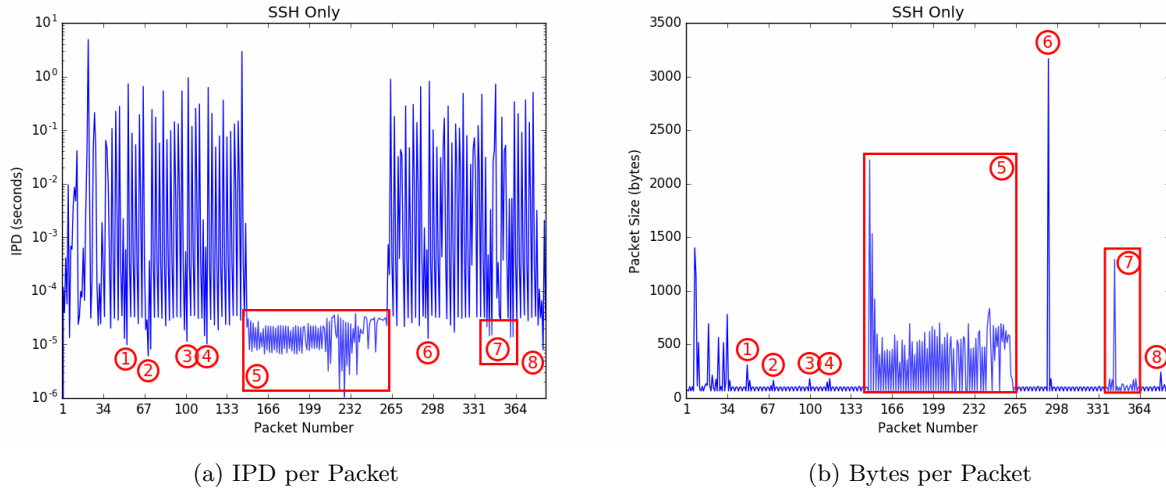 SSH Only
10^1
10^0
10^-1
10^-2
10^-3
10^-4
10^-5
10^-6
IPD (seconds)
1 34 67 100 133 166 199 232 265 298 331 364
Packet Number
1 2 3 4 5 6 7 8
(a) IPD per Packet
SSH Only
3500
3000
2500
2000
1500
1000
500
0
Packet Size (bytes)
1 34 67 100 133 166 199 232 265 298 331 364
Packet Number
1 2 3 4 5 6 7 8
(b) Bytes per Packet